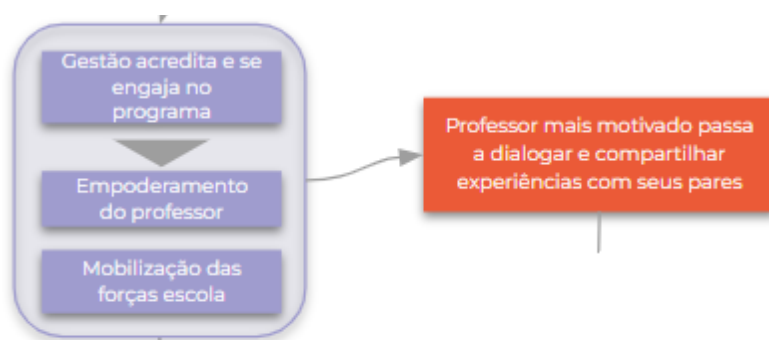 Gestão acredita e se
engaja no
programa
Empoderamento
do professor
Mobilização das
forças escola
Professor mais motivado passa
a dialogar e compartilhar
experiências com seus pares